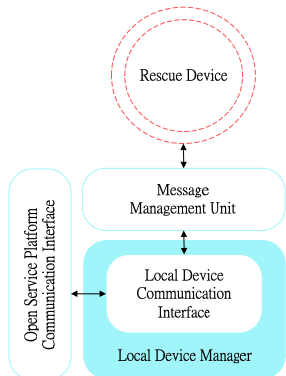 Rescue Device
Message
Management Unit
Open Service Platform
Communication Interface
Local Device
Communication
Interface
Local Device Manager